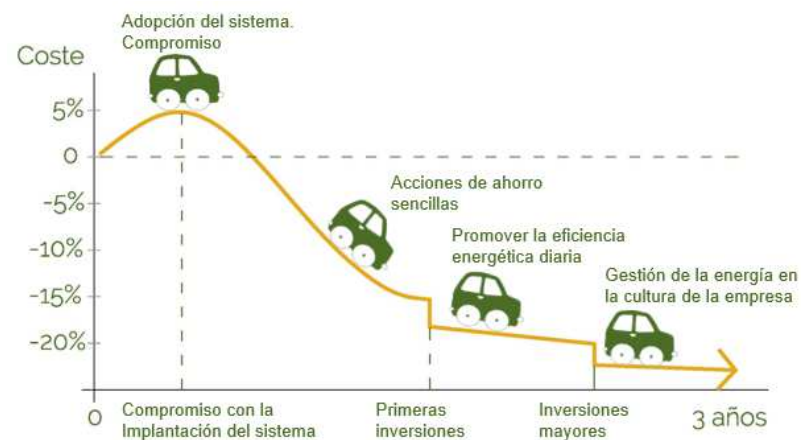 Adopción del sistema.
Compromiso
Coste
5%
0
-5%
-10%
-15%
-20%
Acciones de ahorro
sencillas
Promover la eficiencia
energética diaria
Gestión de la energía en
la cultura de la empresa
0
Compromiso con la
Implantación del sistema
Primeras
inversiones
Inversiones
mayores
3 años